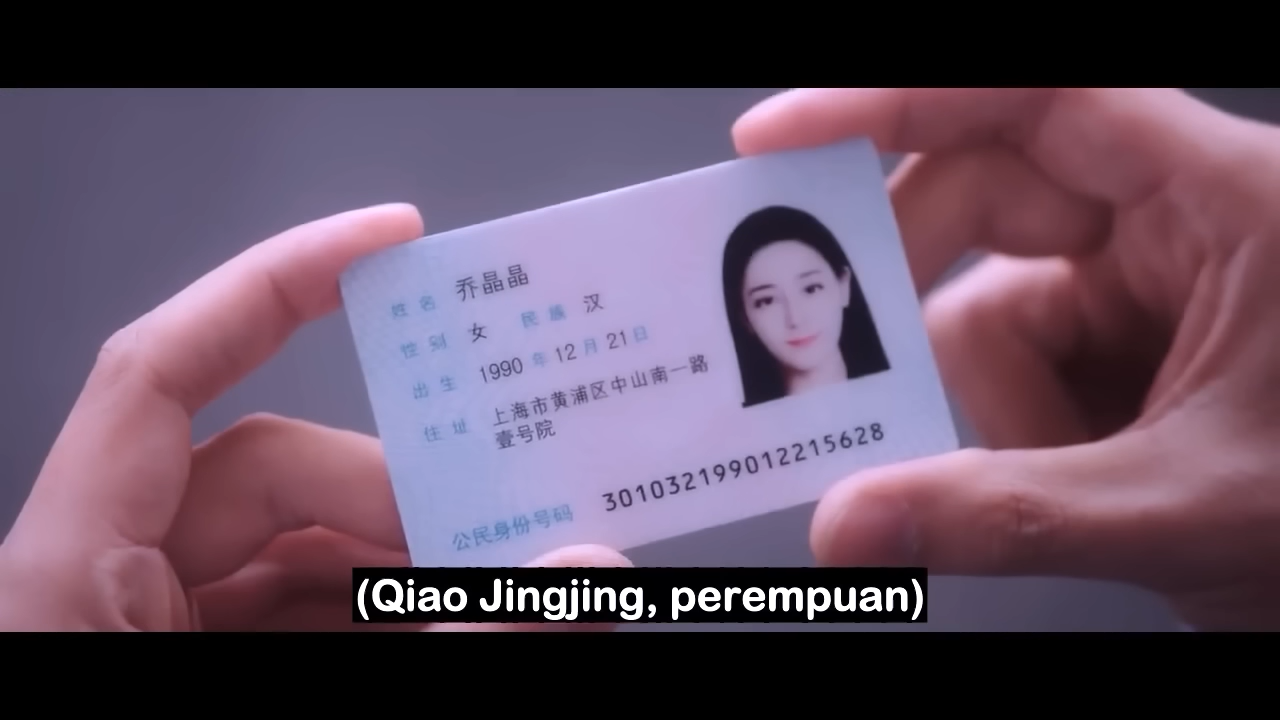 姓名 乔晶晶
性别 女 民族 汉
出生 1990 年 12 月 21 日
住址 上海市黄浦区中山南一路
壹号院
公民身份号码 301032199012215628
(Qiao Jingjing, perempuan)